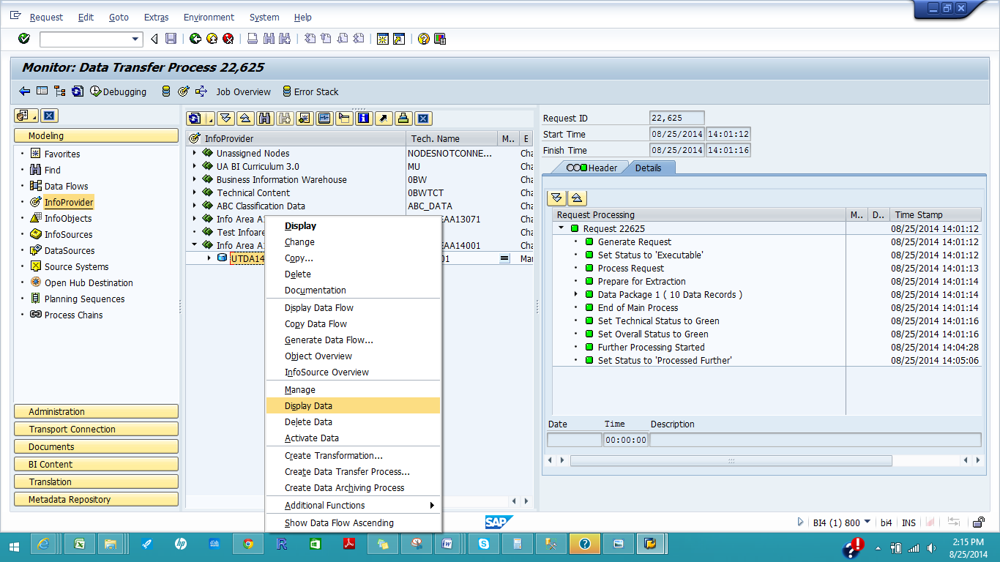 Request Edit Goto Extras Environment System Help
Monitor: Data Transfer Process 22,625
Debugging Job Overview Error Stack
Modeling
Favorites
Find
Data Flows
InfoProvider
InfoObjects
InfoSources
DataSources
Source Systems
Open Hub Destination
Planning Sequences
Process Chains
Administration
Transport Connection
Documents
BI Content
Translation
Metadata Repository
InfoProvider Tech. Name M.. E
Unassigned Nodes NODESNOTCONNE... Cha
UA BI Curriculum 3.0 MU Cha
Business Information Warehouse 0BW Cha
Technical Content 0BWTCT Cha
ABC Classification Data ABC_DATA Cha
Info Area A1 EAA13071 Cha
Test Infoare Cha
Info Area A1 EAA14001 Cha
UTDA14 01 = Mar
Display
Change
Copy...
Delete
Documentation
Display Data Flow
Copy Data Flow
Generate Data Flow...
Object Overview
InfoSource Overview
Manage
Display Data
Delete Data
Activate Data
Create Transformation...
Create Data Transfer Process...
Create Data Archiving Process
Additional Functions
Show Data Flow Ascending
Request ID 22,625
Start Time 08/25/2014 14:01:12
Finish Time 08/25/2014 14:01:16
Header Details
Request Processing M.. D.. Time Stamp
Request 22625 08/25/2014 14:01:12
Generate Request 08/25/2014 14:01:12
Set Status to 'Executable' 08/25/2014 14:01:12
Process Request 08/25/2014 14:01:13
Prepare for Extraction 08/25/2014 14:01:14
Data Package 1 ( 10 Data Records ) 08/25/2014 14:01:14
End of Main Process 08/25/2014 14:01:14
Set Technical Status to Green 08/25/2014 14:01:16
Set Overall Status to Green 08/25/2014 14:01:16
Further Processing Started 08/25/2014 14:04:28
Set Status to 'Processed Further' 08/25/2014 14:05:06
Date Time Description
00:00:00
SAP
BI4 (1) 800 bi4 INS
2:15 PM
8/25/2014